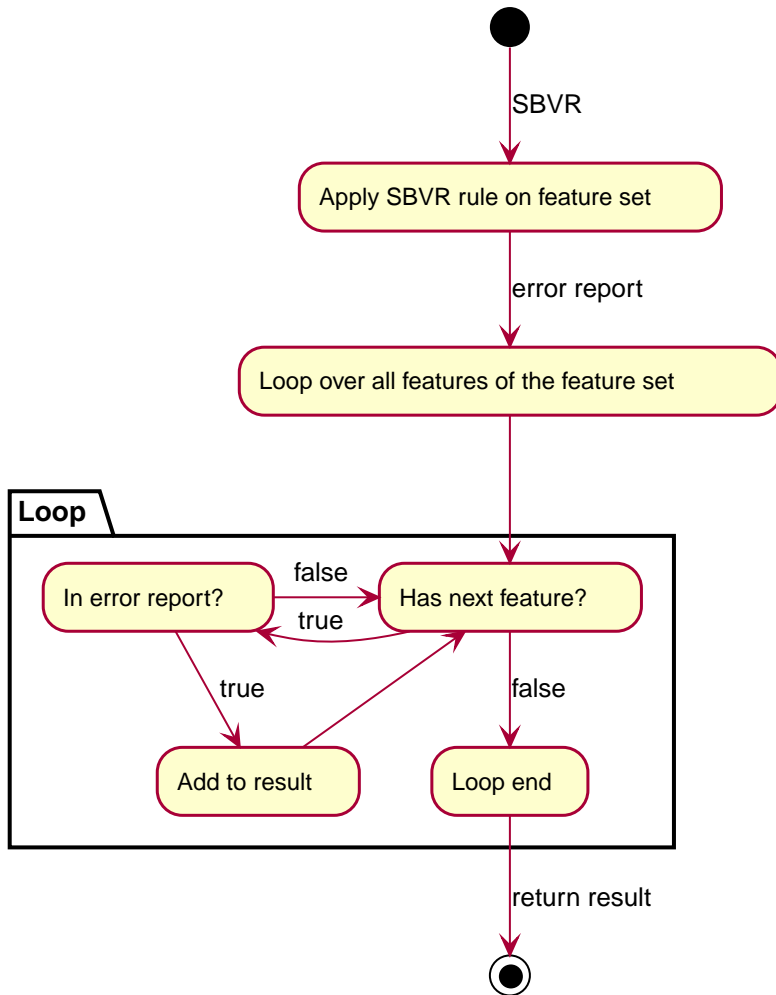 SBVR
Apply SBVR rule on feature set
error report
Loop over all features of the feature set
Loop
In error report?
false
Has next feature?
true
true
false
Add to result
Loop end
return result